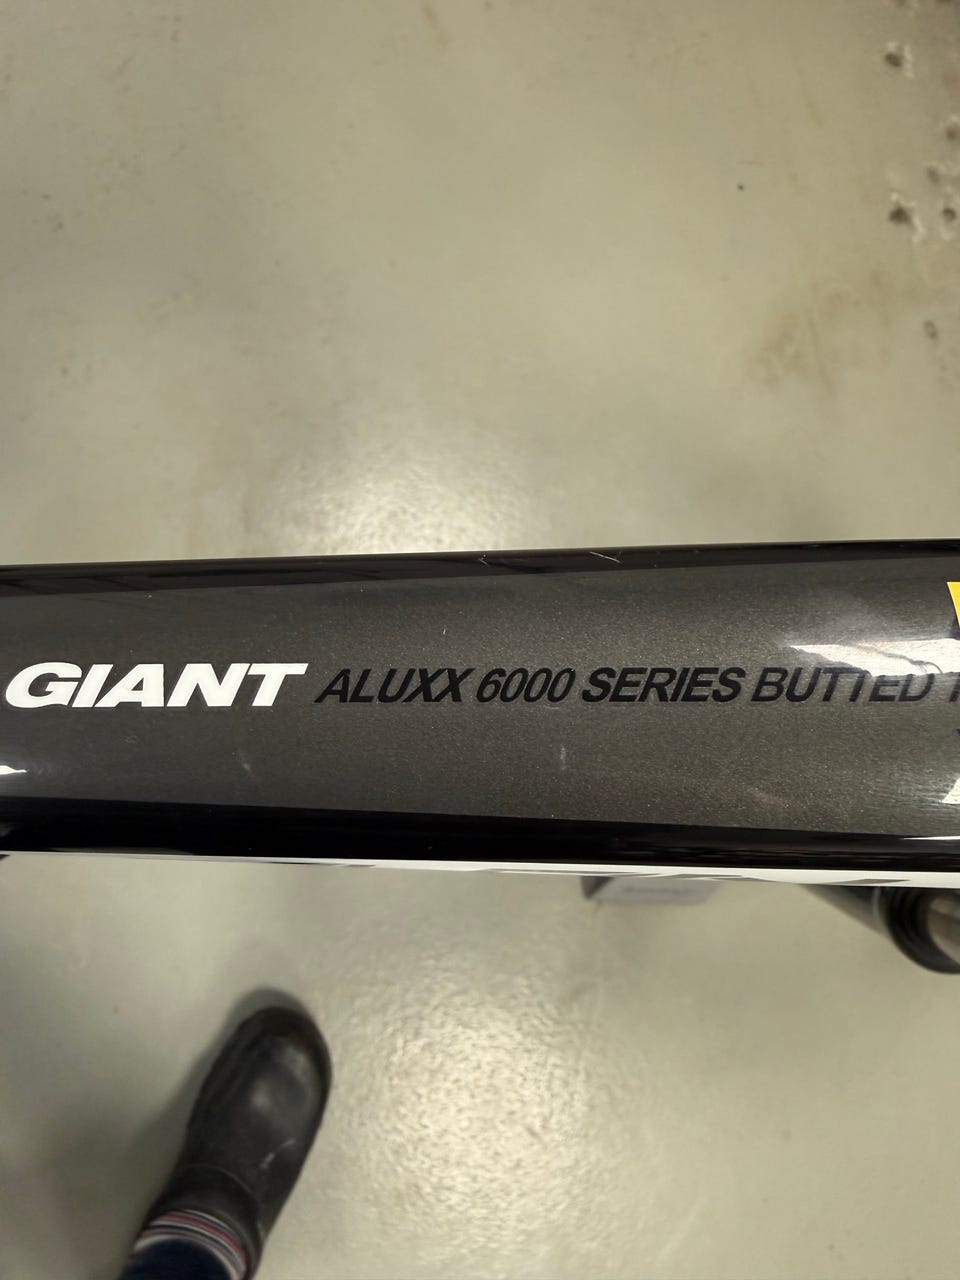 GIANT ALUXX 6000 SERIES BUTTED